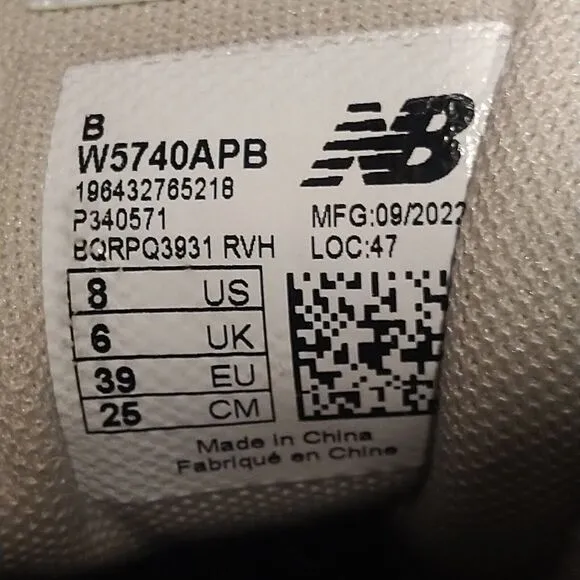 B
W5740APB
196432765218
P340571
BQRPQ3931 RVH
NB
MFG:09/2022
LOC:47
8 US
6 UK
39 EU
25 CM
Made in China
Fabriqué en Chine